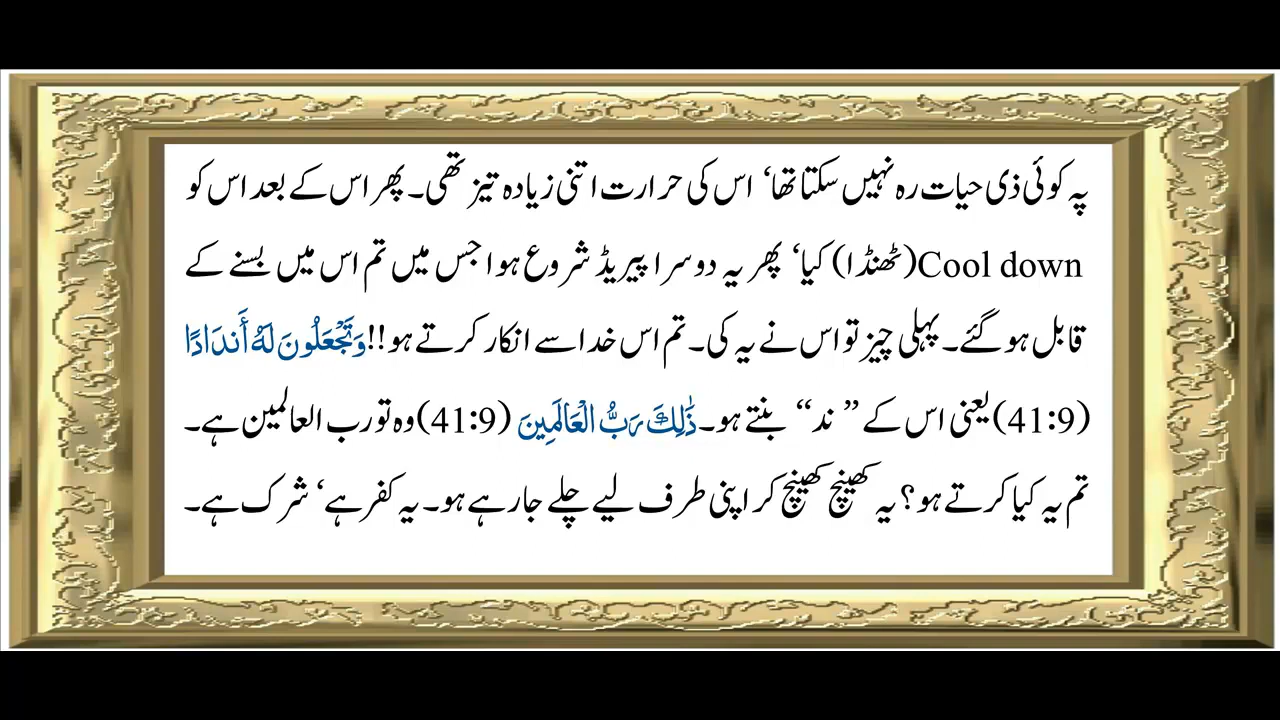 پہ کوئی ذی حیات رہ نہیں سکتا تھا‘ اس کی حرارت اتنی زیادہ تیز تھی۔ پھر اس کے بعد اس کو
Cool down(ٹھنڈا) کیا‘ پھر یہ دوسرا پیریڈ شروع ہوا جس میں تم اس میں بسنے کے
قابل ہو گئے۔ پہلی چیز تو اس نے یہ کی۔ تم اس خدا سے انکار کرتے ہو!! وَتَجْعَلُونَ لَهُ أَندَادًا
(41:9) یعنی اس کے ”ند“ بنتے ہو۔ ذَٰلِكَ رَبُّ الْعَالَمِينَ (41:9) وہ تو رب العالمین ہے۔
تم یہ کیا کرتے ہو؟ یہ کھینچ کھینچ کر اپنی طرف لیے چلے جا رہے ہو۔ یہ کفر ہے‘ شرک ہے۔